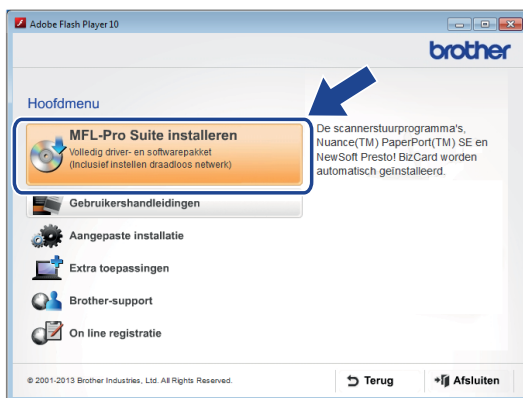 Adobe Flash Player 10
brother
Hoofdmenu
MFL-Pro Suite installeren
Volledig driver- en softwarepakket
(Inclusief instellen draadloos netwerk)
De scannerstuurprogramma's,
Nuance(TM) PaperPort(TM) SE en
NewSoft Presto! BizCard worden
automatisch geïnstalleerd.
Gebruikershandleidingen
Aangepaste installatie
Extra toepassingen
Brother-support
On line registratie
© 2001-2013 Brother Industries, Ltd. All Rights Reserved.
Terug
Afsluiten